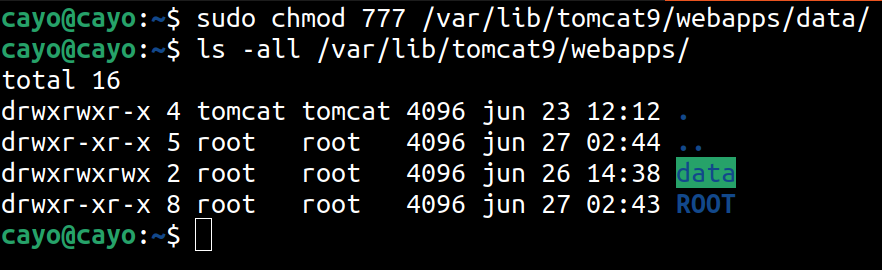 cayo@cayo:~$ sudo chmod 777 /var/lib/tomcat9/webapps/data/
cayo@cayo:~$ ls -all /var/lib/tomcat9/webapps/
total 16
drwxrwxr-x 4 tomcat tomcat 4096 jun 23 12:12 .
drwxr-xr-x 5 root   root   4096 jun 27 02:44 ..
drwxrwxrwx 2 root   root   4096 jun 26 14:38 data
drwxr-xr-x 8 root   root   4096 jun 27 02:43 ROOT
cayo@cayo:~$